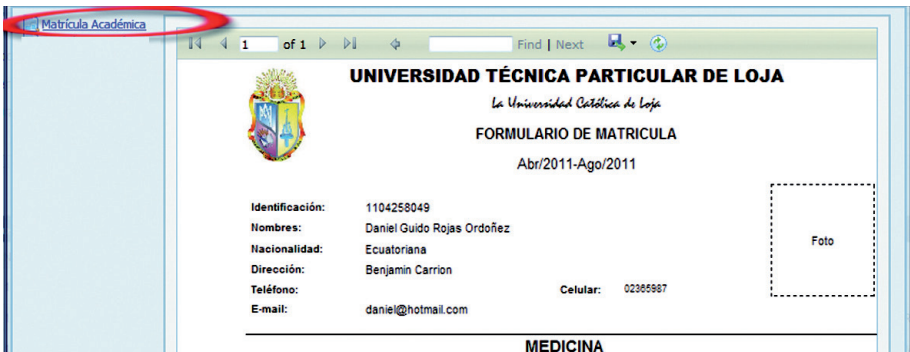 Matrícula Académica
1 of 1 Find | Next
UNIVERSIDAD TÉCNICA PARTICULAR DE LOJA
La Universidad Católica de Loja
FORMULARIO DE MATRICULA
Abr/2011-Ago/2011
Identificación: 1104258049
Nombres: Daniel Guido Rojas Ordoñez
Nacionalidad: Ecuatoriana
Dirección: Benjamin Carrion
Teléfono: Celular: 02365987
E-mail: daniel@hotmail.com
Foto
MEDICINA